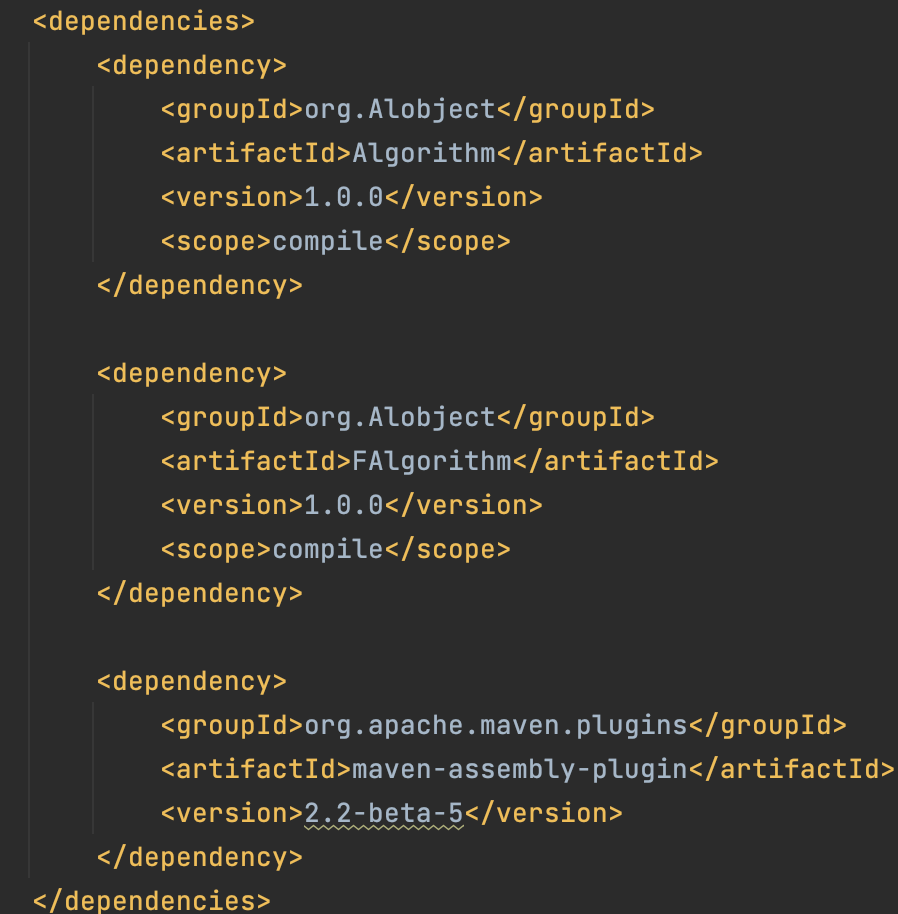 <dependencies>
<dependency>
<groupId>org.Alobject</groupId>
<artifactId>Algorithm</artifactId>
<version>1.0.0</version>
<scope>compile</scope>
</dependency>
<dependency>
<groupId>org.Alobject</groupId>
<artifactId>FAlgorithm</artifactId>
<version>1.0.0</version>
<scope>compile</scope>
</dependency>
<dependency>
<groupId>org.apache.maven.plugins</groupId>
<artifactId>maven-assembly-plugin</artifactId>
<version>2.2-beta-5</version>
</dependency>
</dependencies>